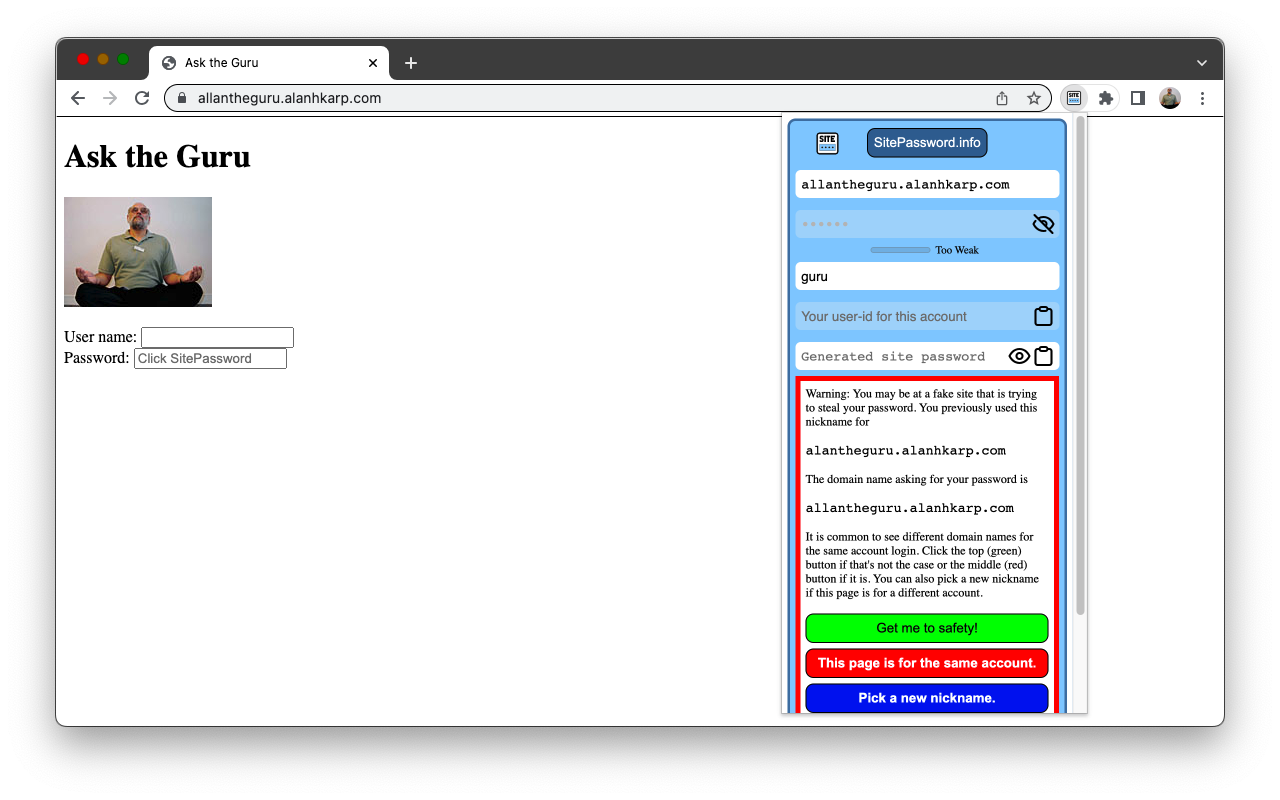 Ask the Guru
allantheguru.alanhkarp.com
Ask the Guru
User name:
Password: Click SitePassword
SITE
SITE
SitePassword.info
allantheguru.alanhkarp.com
Too Weak
guru
Your user-id for this account
Generated site password
Warning: You may be at a fake site that is trying
to steal your password. You previously used this
nickname for
alantheguru.alanhkarp.com
The domain name asking for your password is
allantheguru.alanhkarp.com
It is common to see different domain names for
the same account login. Click the top (green)
button if that's not the case or the middle (red)
button if it is. You can also pick a new nickname
if this page is for a different account.
Get me to safety!
This page is for the same account.
Pick a new nickname.